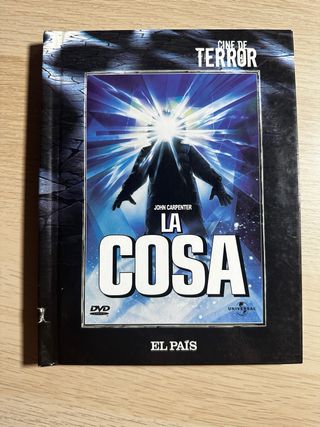 CINE DE
TERROR
JOHN CARPENTER
LA
COSA
DVD
UNIVERSAL
EL PAÍS